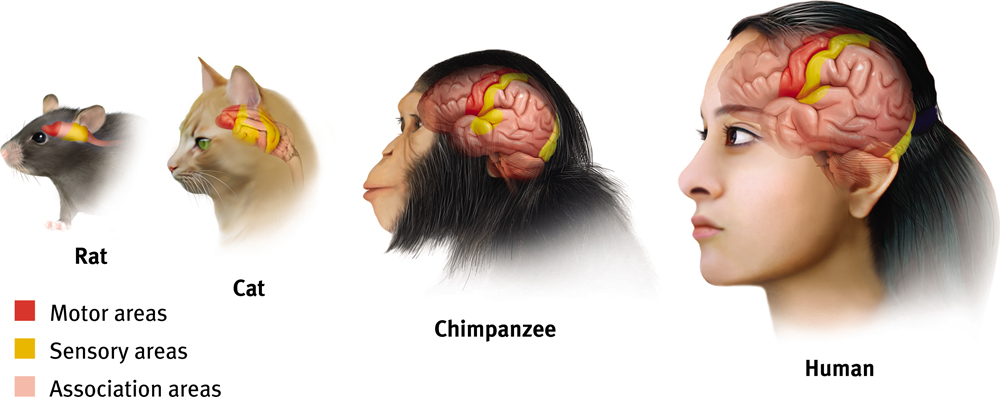 Rat
Cat
Chimpanzee
Human
Motor areas
Sensory areas
Association areas